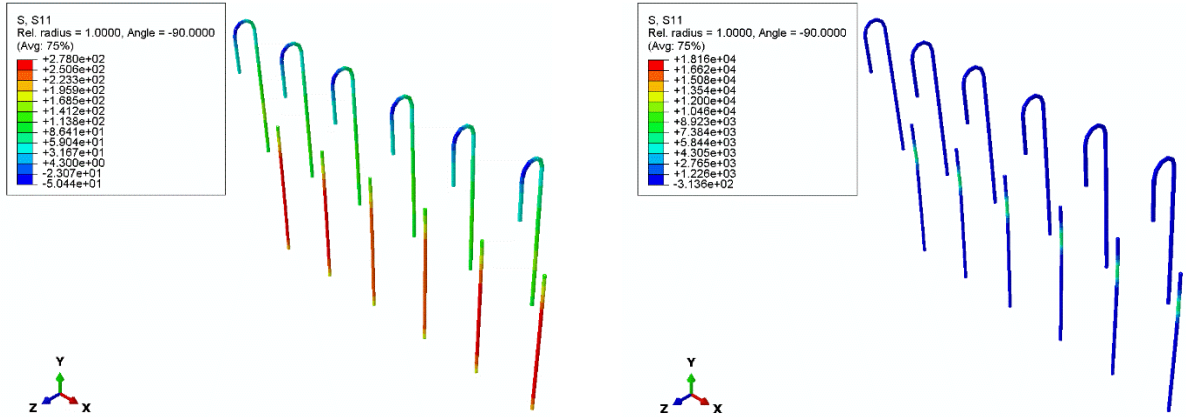 S, S11
Rel. radius = 1.0000, Angle = -90.0000
(Avg: 75%)
+2.780e+02
+2.506e+02
+2.233e+02
+1.959e+02
+1.685e+02
+1.412e+02
+1.138e+02
+8.641e+01
+5.904e+01
+3.167e+01
+4.300e+00
-2.307e+01
-5.044e+01
Y
Z
X
S, S11
Rel. radius = 1.0000, Angle = -90.0000
(Avg: 75%)
+1.816e+04
+1.662e+04
+1.508e+04
+1.354e+04
+1.200e+04
+1.046e+04
+8.923e+03
+7.384e+03
+5.844e+03
+4.305e+03
+2.765e+03
+1.226e+03
-3.136e+02
Y
Z
X